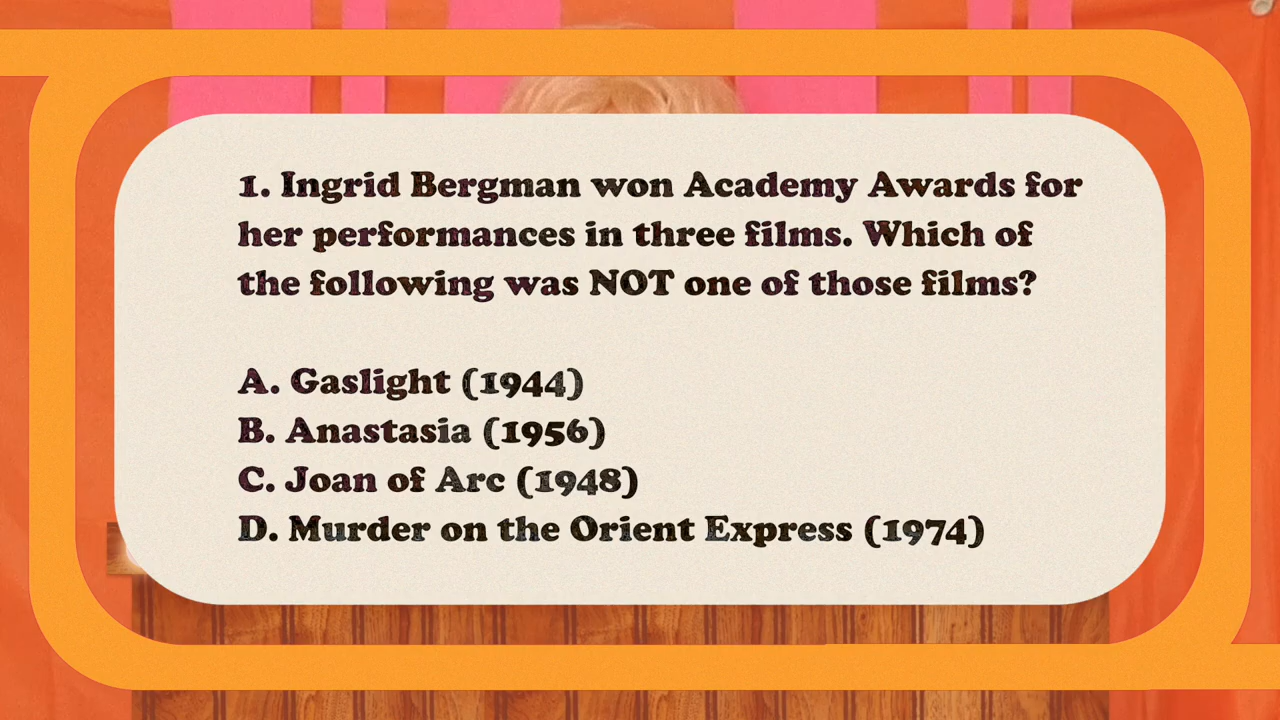 1. Ingrid Bergman won Academy Awards for
her performances in three films. Which of
the following was NOT one of those films?
A. Gaslight (1944)
B. Anastasia (1956)
C. Joan of Arc (1948)
D. Murder on the Orient Express (1974)